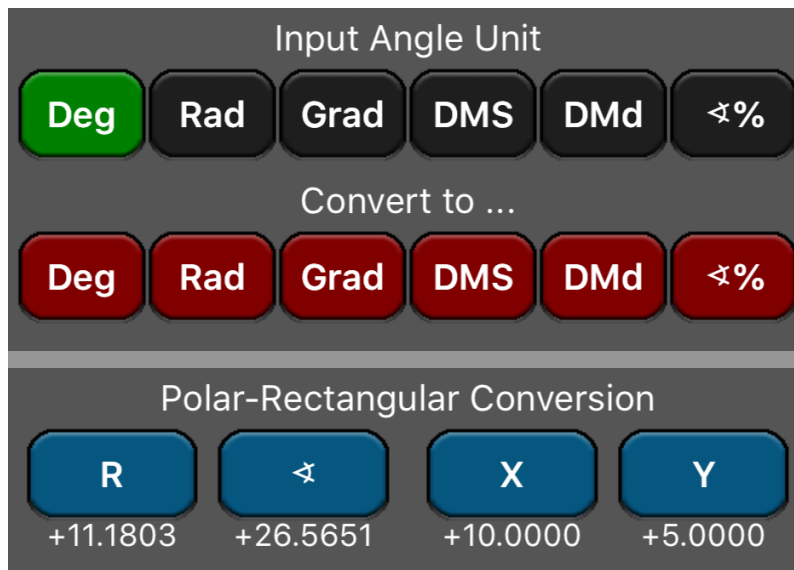 Input Angle Unit
Deg Rad Grad DMS DMd ∢%
Convert to ...
Deg Rad Grad DMS DMd ∢%
Polar-Rectangular Conversion
R ∢ X Y
+11.1803 +26.5651 +10.0000 +5.0000